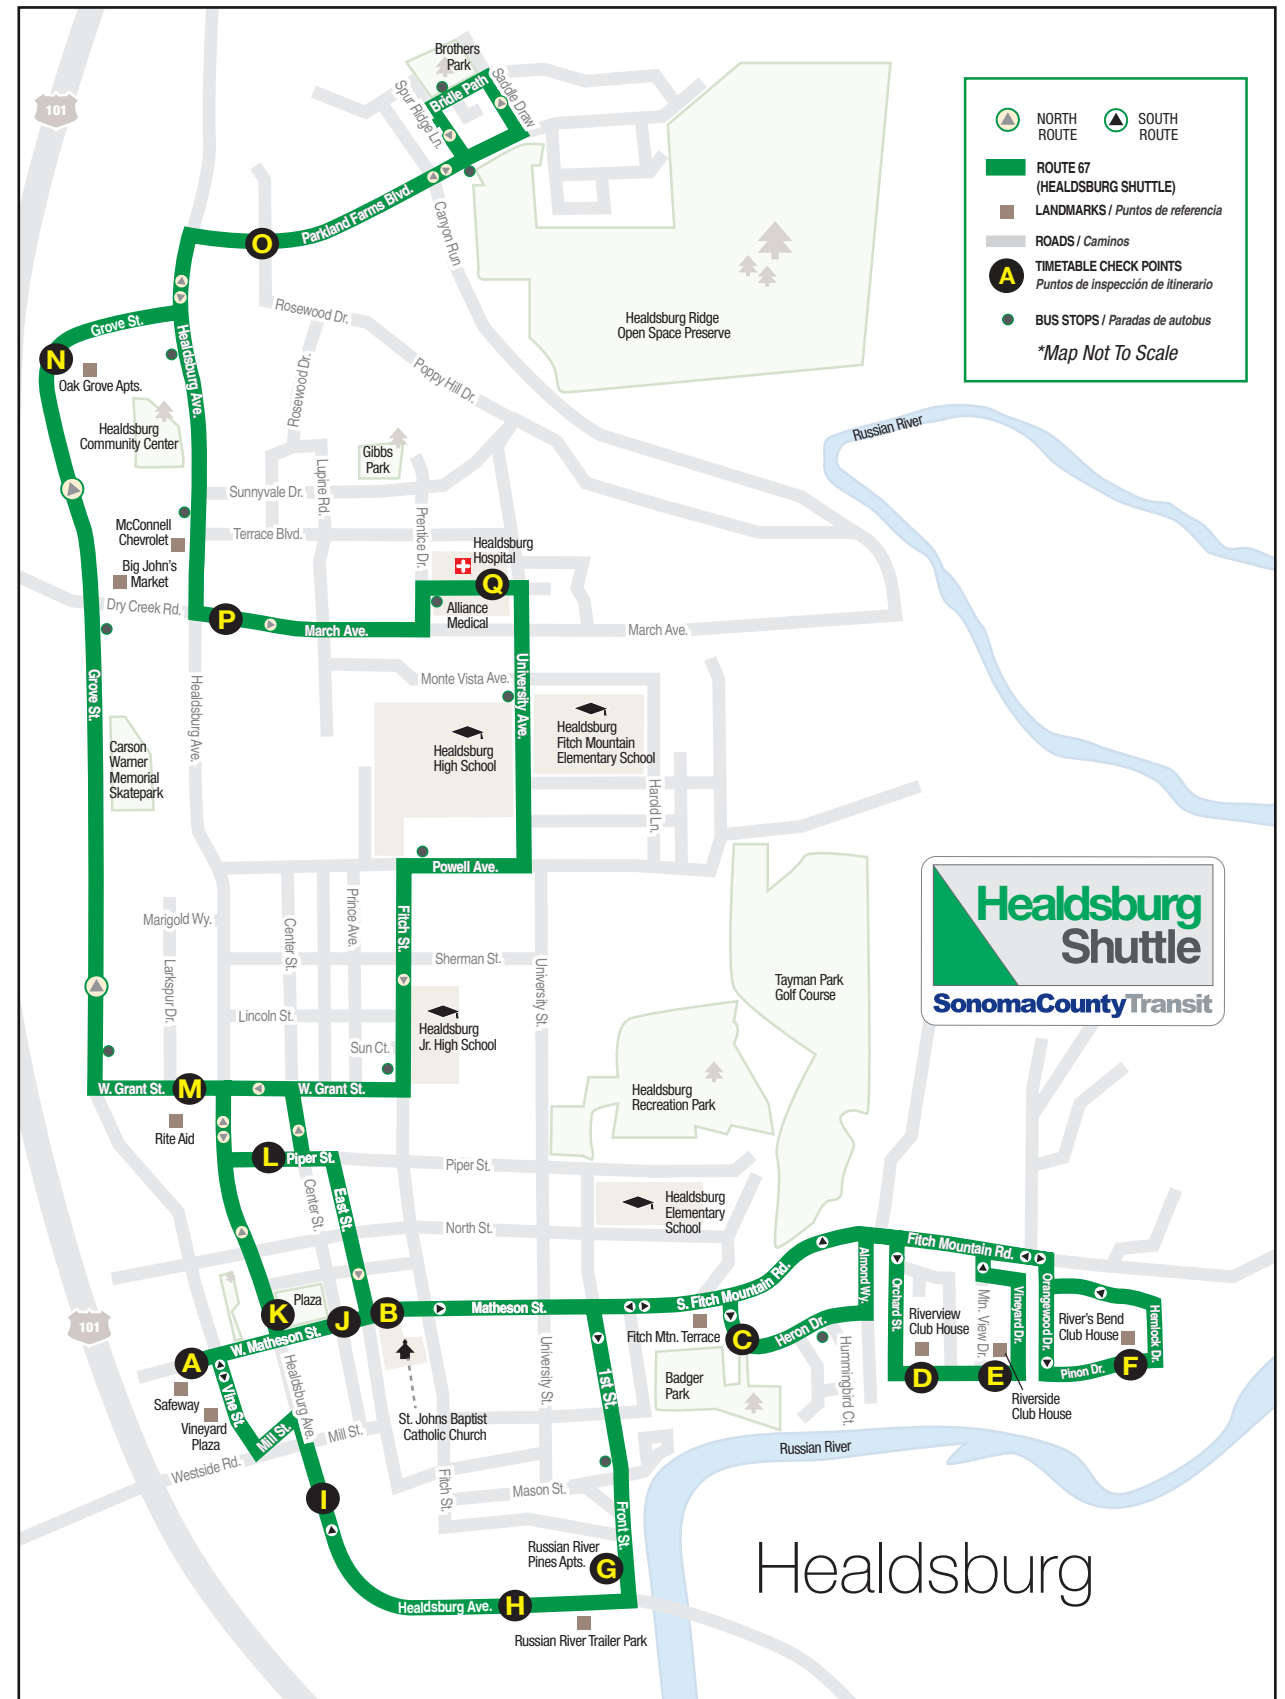 Brothers
Park
101
Saddle Draw
Spur Ridge Ln.
Bridle Path
NORTH
ROUTE
SOUTH
ROUTE
ROUTE 67
(HEALDSBURG SHUTTLE)
LANDMARKS / Puntos de referencia
ROADS / Caminos
A
TIMETABLE CHECK POINTS
Puntos de inspección de itinerario
BUS STOPS / Paradas de autobus
*Map Not To Scale
Parkland Farms Blvd.
O
Canyon Run
Rosewood Dr.
Healdsburg Ridge
Open Space Preserve
Grove St.
N
Oak Grove Apts.
Healdsburg Ave.
Rosewood Dr.
Poppy Hill Dr.
Russian River
Healdsburg
Community Center
Gibbs
Park
Lupine Rd.
Sunnyvale Dr.
Prentice Dr.
McConnell
Chevrolet
Terrace Blvd.
Healdsburg
Hospital
Big John's
Market
Q
Dry Creek Rd.
Alliance
Medical
P
March Ave.
March Ave.
Monte Vista Ave.
University Ave.
Grove St.
Healdsburg Ave.
Healdsburg
High School
Healdsburg
Fitch Mountain
Elementary School
Carson
Warner
Memorial
Skatepark
Harold Ln.
Powell Ave.
Healdsburg
Shuttle
SonomaCountyTransit
Marigold Wy.
Prince Ave.
Fitch St.
Center St.
Sherman St.
Larkspur Dr.
University St.
Tayman Park
Golf Course
Lincoln St.
Healdsburg
Jr. High School
Sun Ct.
W. Grant St.
M
W. Grant St.
Healdsburg
Recreation Park
Rite Aid
L
Piper St.
Piper St.
Center St.
East St.
Healdsburg
Elementary
School
North St.
Fitch Mountain Rd.
Almond Wy.
S. Fitch Mountain Rd.
Orchard St.
Mtn. View Dr.
Vineyard Dr.
Orangewood Dr.
Hemlock Dr.
Plaza
K
J
B
Matheson St.
Riverview
Club House
River's Bend
Club House
101
W. Matheson St.
Fitch Mtn. Terrace
C
Heron Dr.
A
Hummingbird Ct.
D
E
Pinon Dr.
F
Badger
Park
University St.
1st St.
Safeway
Vine St.
Healdsburg Ave.
Riverside
Club House
Vineyard
Plaza
Mill St.
Mill St.
St. Johns Baptist
Catholic Church
Russian River
Westside Rd.
Fitch St.
Mason St.
I
Front St.
Russian River
Pines Apts.
G
Healdsburg
Healdsburg Ave.
H
Russian River Trailer Park